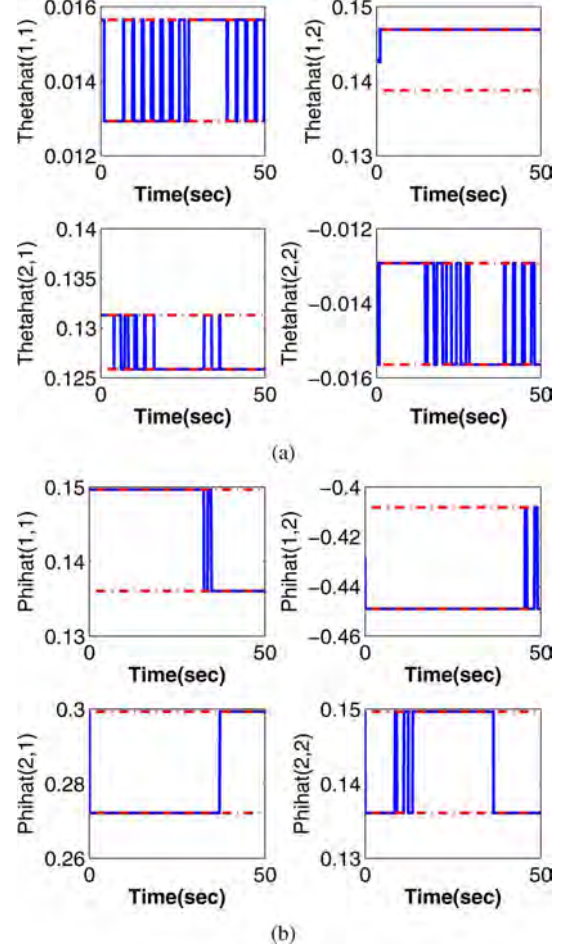 0.016
0.015
0.013
0.012
Thetahat(1,1)
0 50
Time(sec)
0.15
0.14
0.13
Thetahat(1,2)
0 50
Time(sec)
0.14
0.13
0.125
Thetahat(2,1)
0 50
Time(sec)
−0.012
−0.013
−0.014
−0.016
Thetahat(2,2)
0 50
Time(sec)
(a)
0.15
0.14
0.13
Phihat(1,1)
0 50
Time(sec)
−0.4
−0.42
−0.44
−0.46
Phihat(1,2)
0 50
Time(sec)
0.3
0.28
0.26
Phihat(2,1)
0 50
Time(sec)
0.15
0.14
0.13
Phihat(2,2)
0 50
Time(sec)
(b)